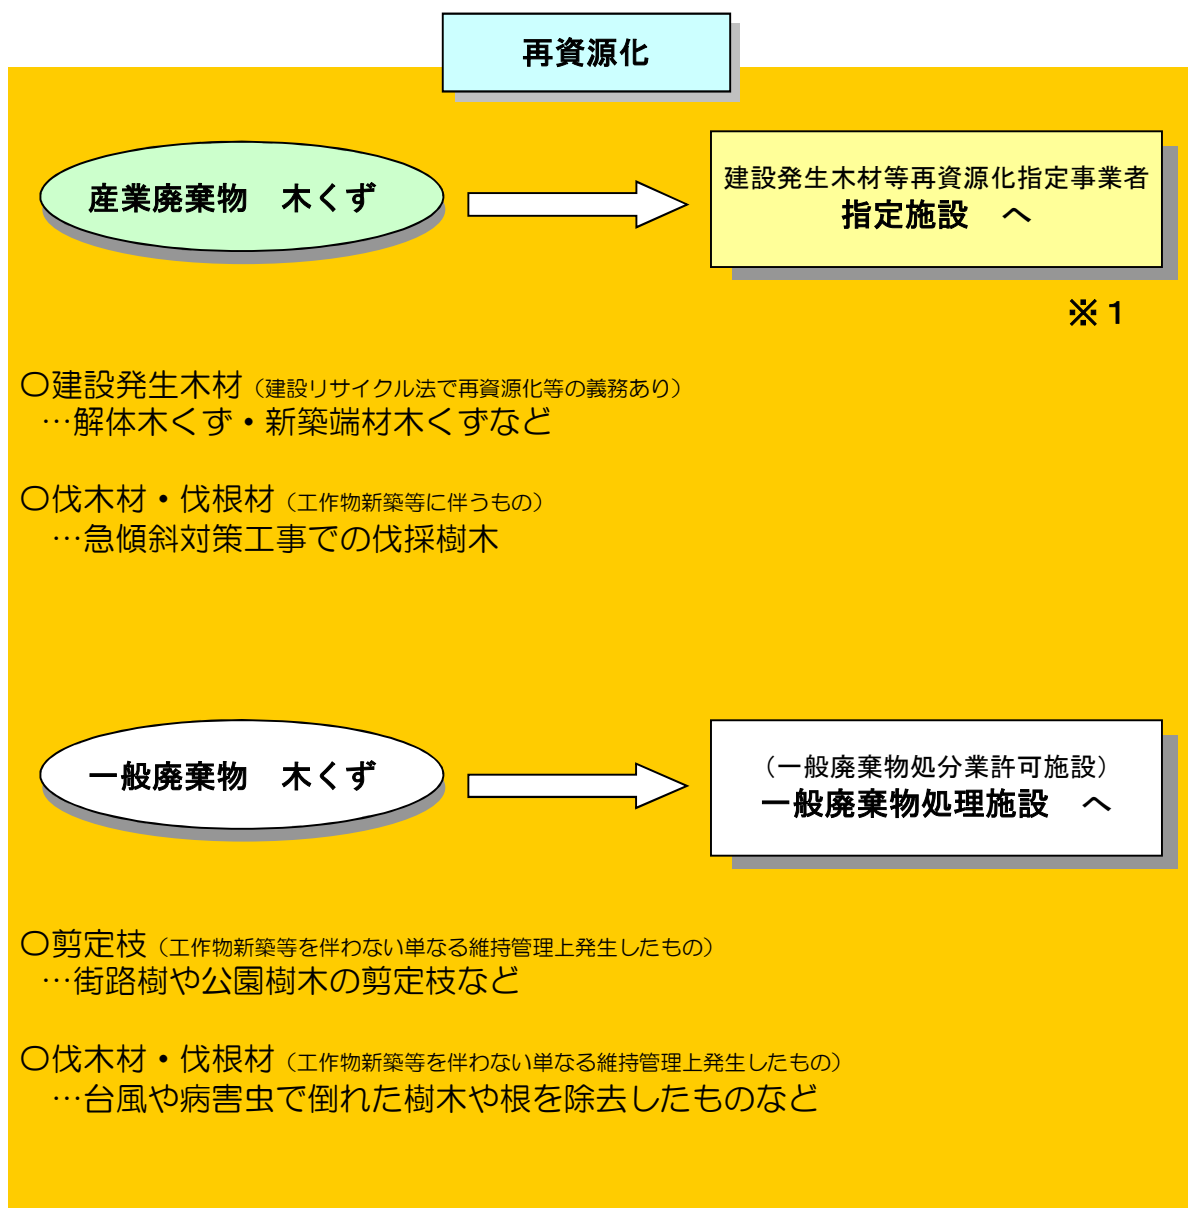 再資源化
産業廃棄物　木くず
建設発生木材等再資源化指定事業者
指定施設　へ
※１
〇建設発生木材（建設リサイクル法で再資源化等の義務あり）
…解体木くず・新築端材木くずなど
〇伐木材・伐根材（工作物新築等に伴うもの）
…急傾斜対策工事での伐採樹木
一般廃棄物　木くず
（一般廃棄物処分業許可施設）
一般廃棄物処理施設　へ
〇剪定枝（工作物新築等を伴わない単なる維持管理上発生したもの）
…街路樹や公園樹木の剪定枝など
〇伐木材・伐根材（工作物新築等を伴わない単なる維持管理上発生したもの）
…台風や病害虫で倒れた樹木や根を除去したものなど